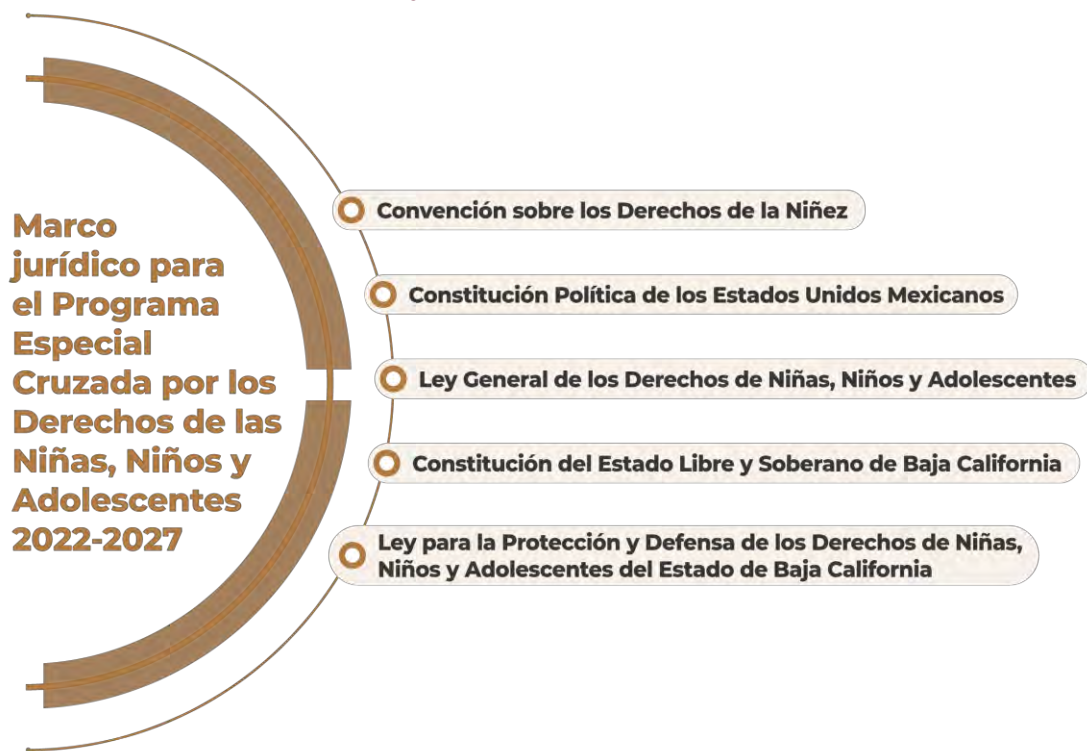 Marco
jurídico para
el Programa
Especial
Cruzada por los
Derechos de las
Niñas, Niños y
Adolescentes
2022-2027
Convención sobre los Derechos de la Niñez
Constitución Política de los Estados Unidos Mexicanos
Ley General de los Derechos de Niñas, Niños y Adolescentes
Constitución del Estado Libre y Soberano de Baja California
Ley para la Protección y Defensa de los Derechos de Niñas,
Niños y Adolescentes del Estado de Baja California